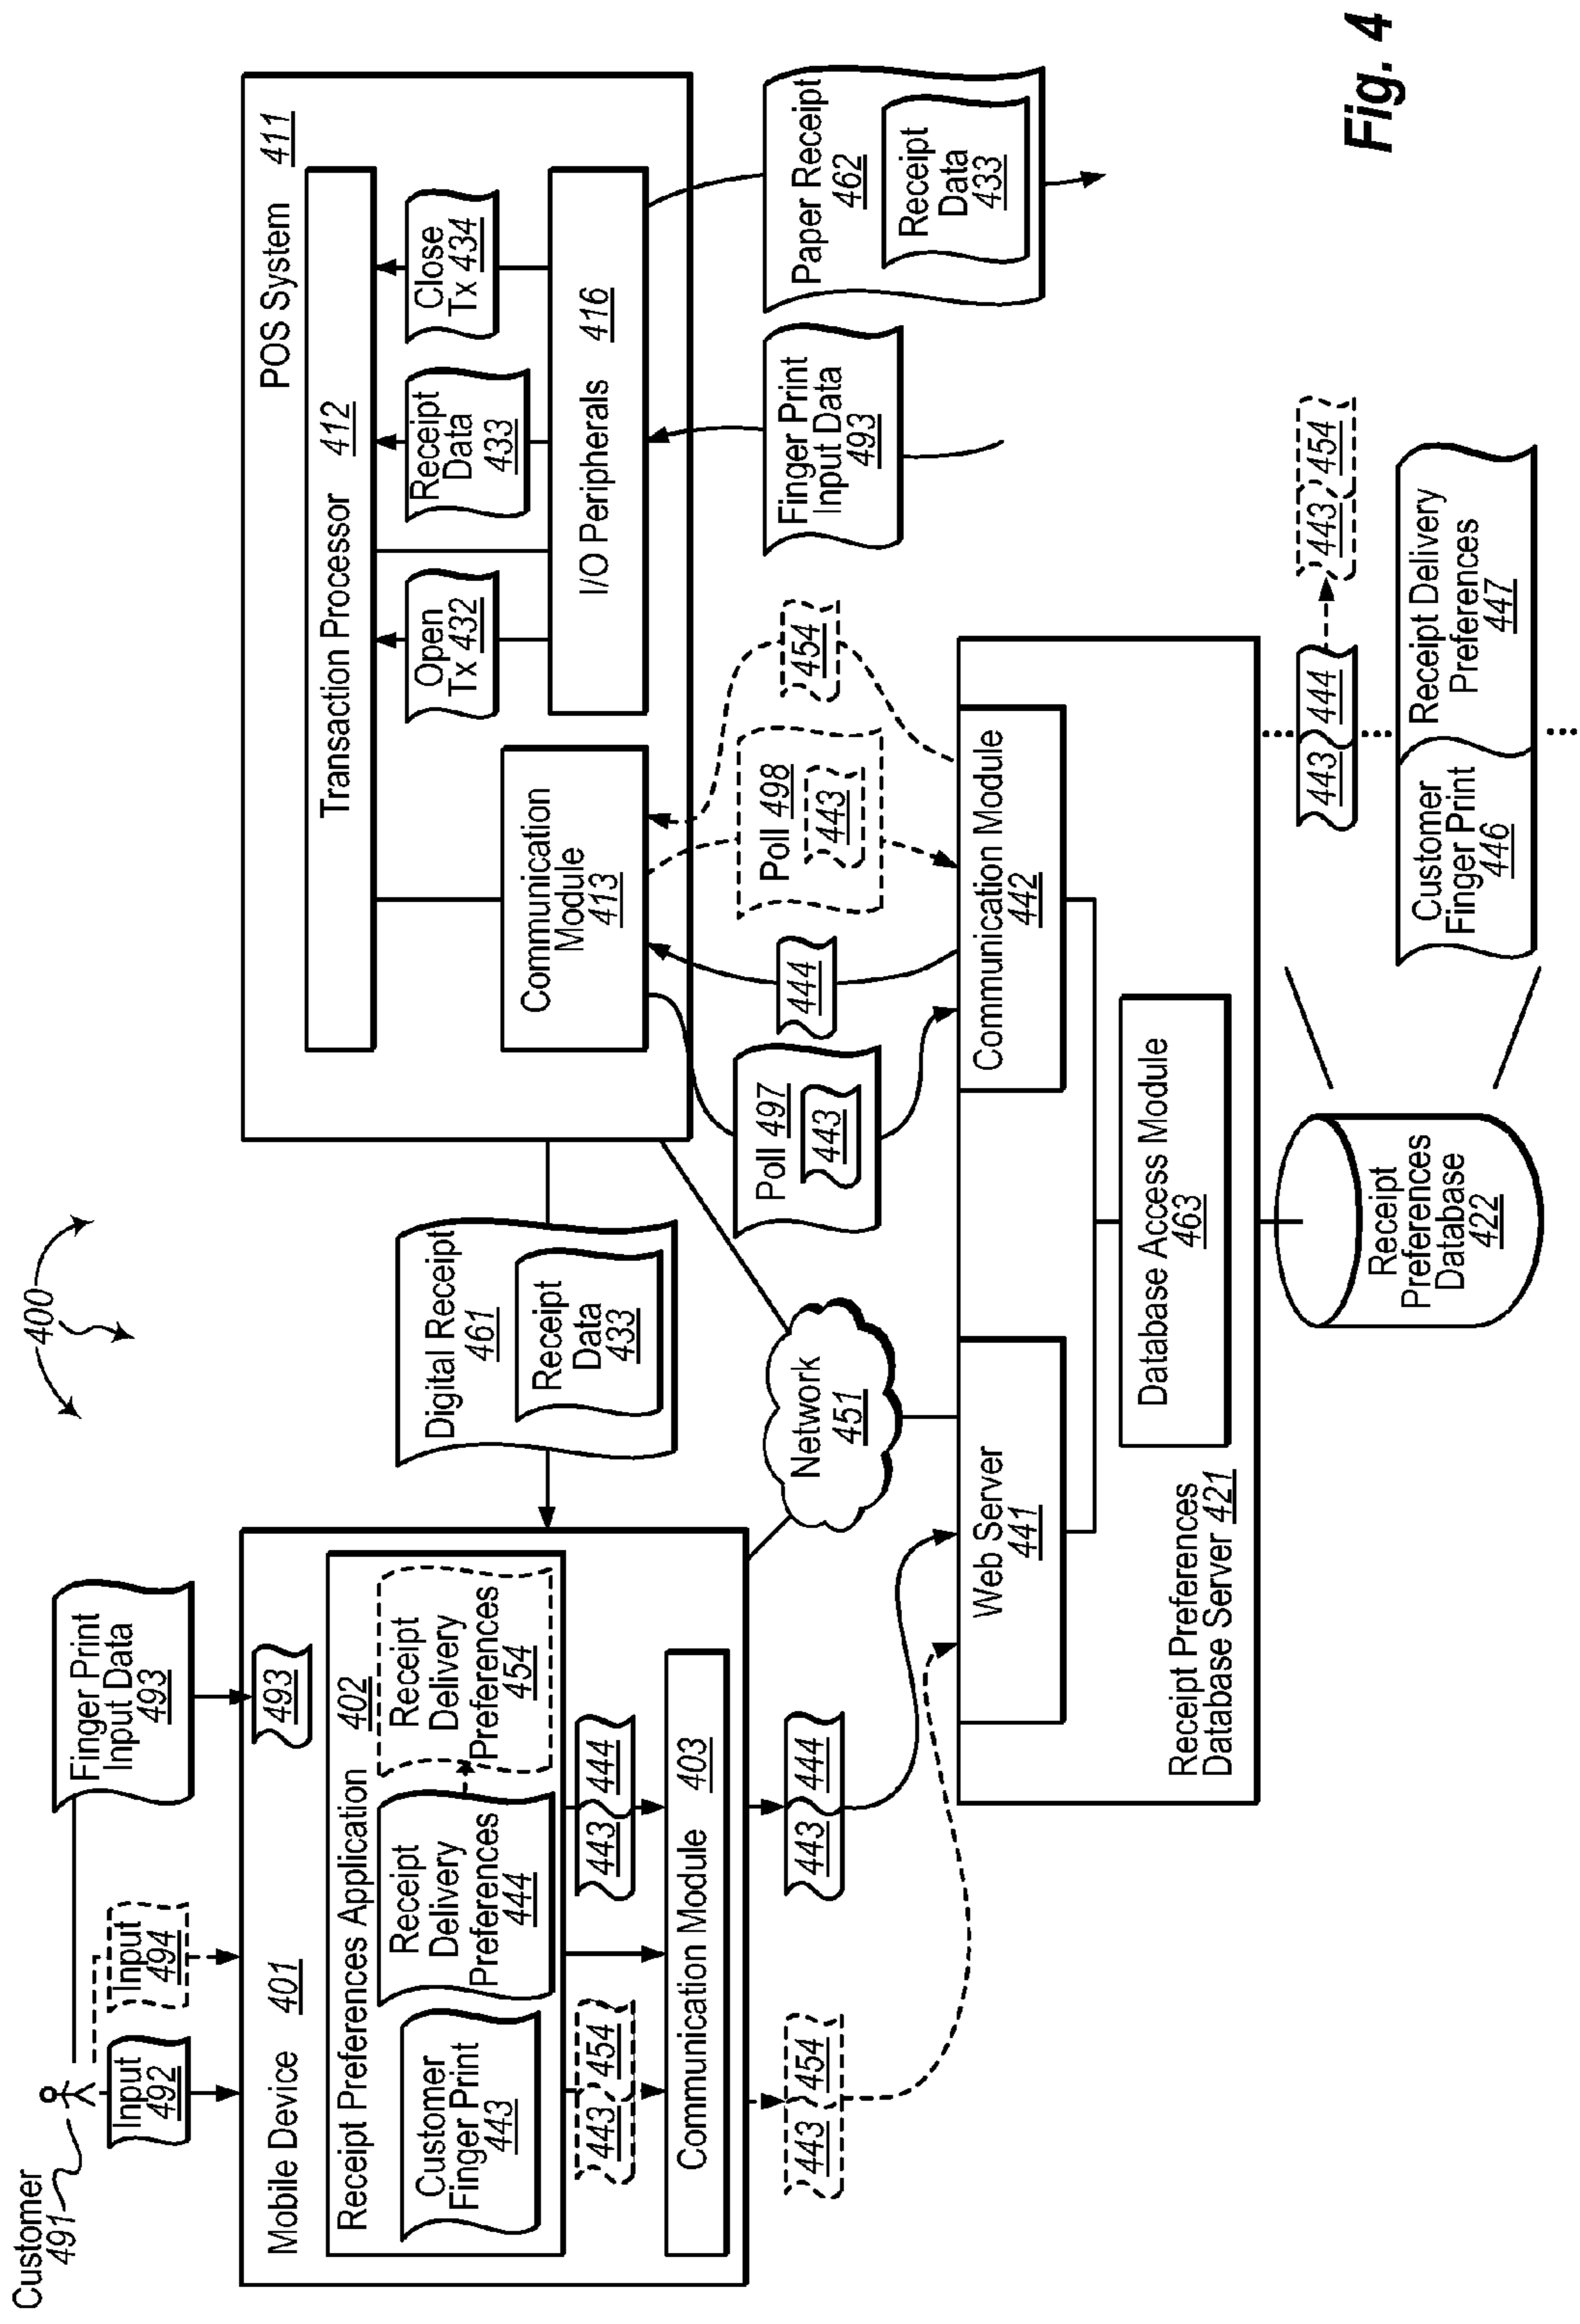 400
Customer
491
Input
492
Input
494
Finger Print
Input Data
493
Mobile Device 401
493
Receipt Preferences Application 402
Customer
Finger Print
443
Receipt
Delivery
Preferences
444
Receipt
Delivery
Preferences
454
443 454
443 444
Communication Module 403
443 454
443 444
Digital Receipt
461
Receipt
Data
433
Network
451
POS System 411
Transaction Processor 412
Open
Tx 432
Receipt
Data
433
Close
Tx 434
Communication
Module
413
I/O Peripherals 416
Poll 497
443
444
Poll 498
443
454
Finger Print
Input Data
493
Paper Receipt
462
Receipt
Data
433
Web Server
441
Communication Module
442
Database Access Module
463
Receipt Preferences
Database Server 421
Receipt
Preferences
Database
422
443 444
443 454
Customer
Finger Print
446
Receipt Delivery
Preferences
447
Fig. 4